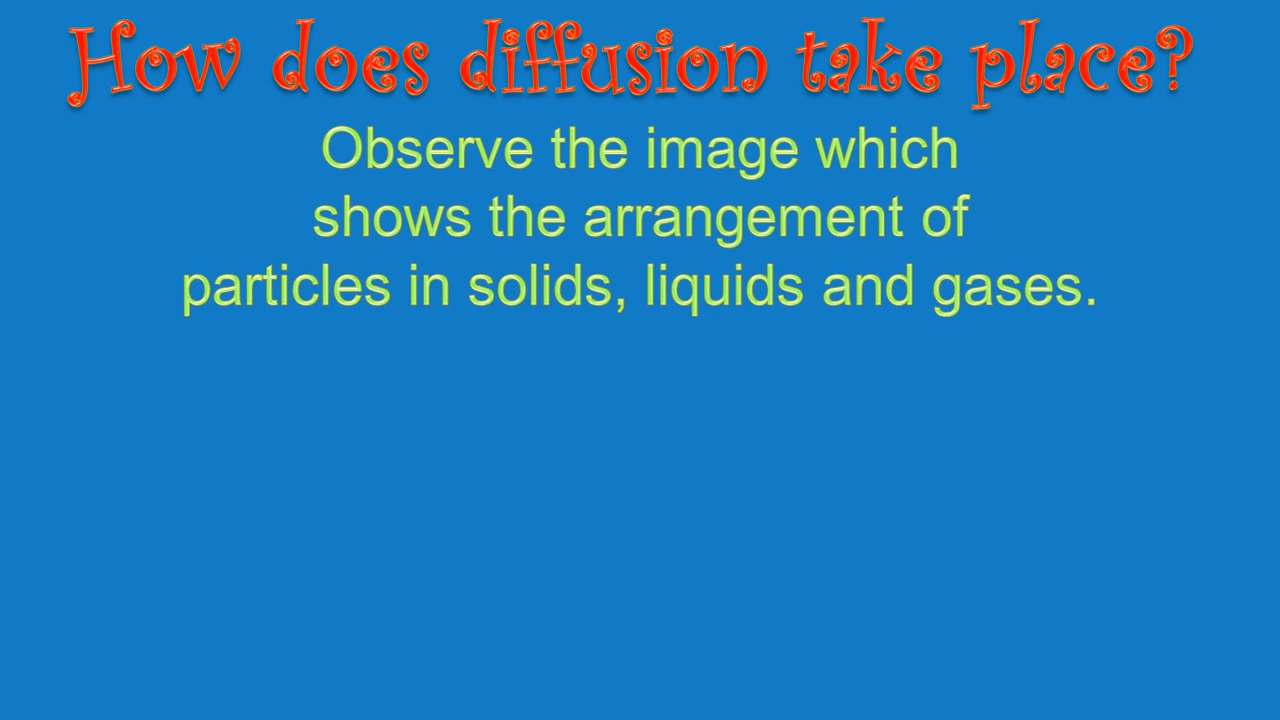 How does diffusion take place?
Observe the image which
shows the arrangement of
particles in solids, liquids and gases.